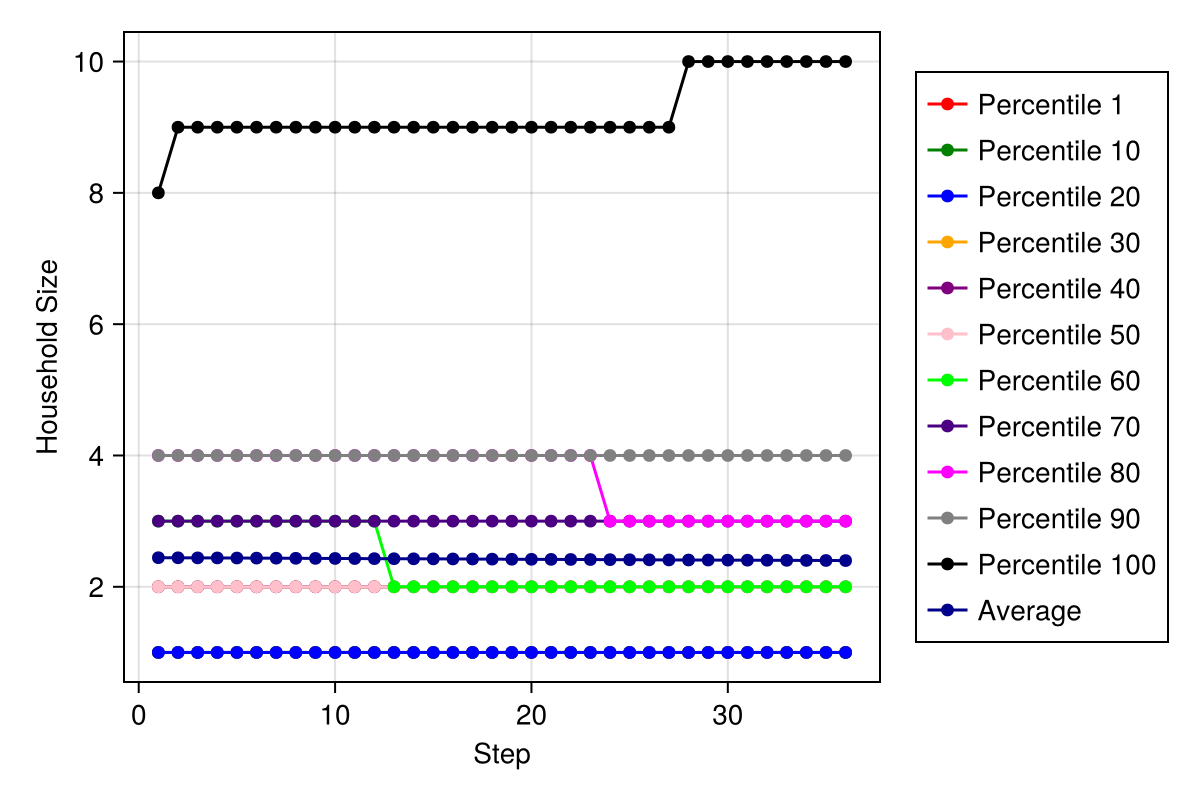 10
8
6
4
2
Household Size
0
10
20
30
Step
Percentile 1
Percentile 10
Percentile 20
Percentile 30
Percentile 40
Percentile 50
Percentile 60
Percentile 70
Percentile 80
Percentile 90
Percentile 100
Average